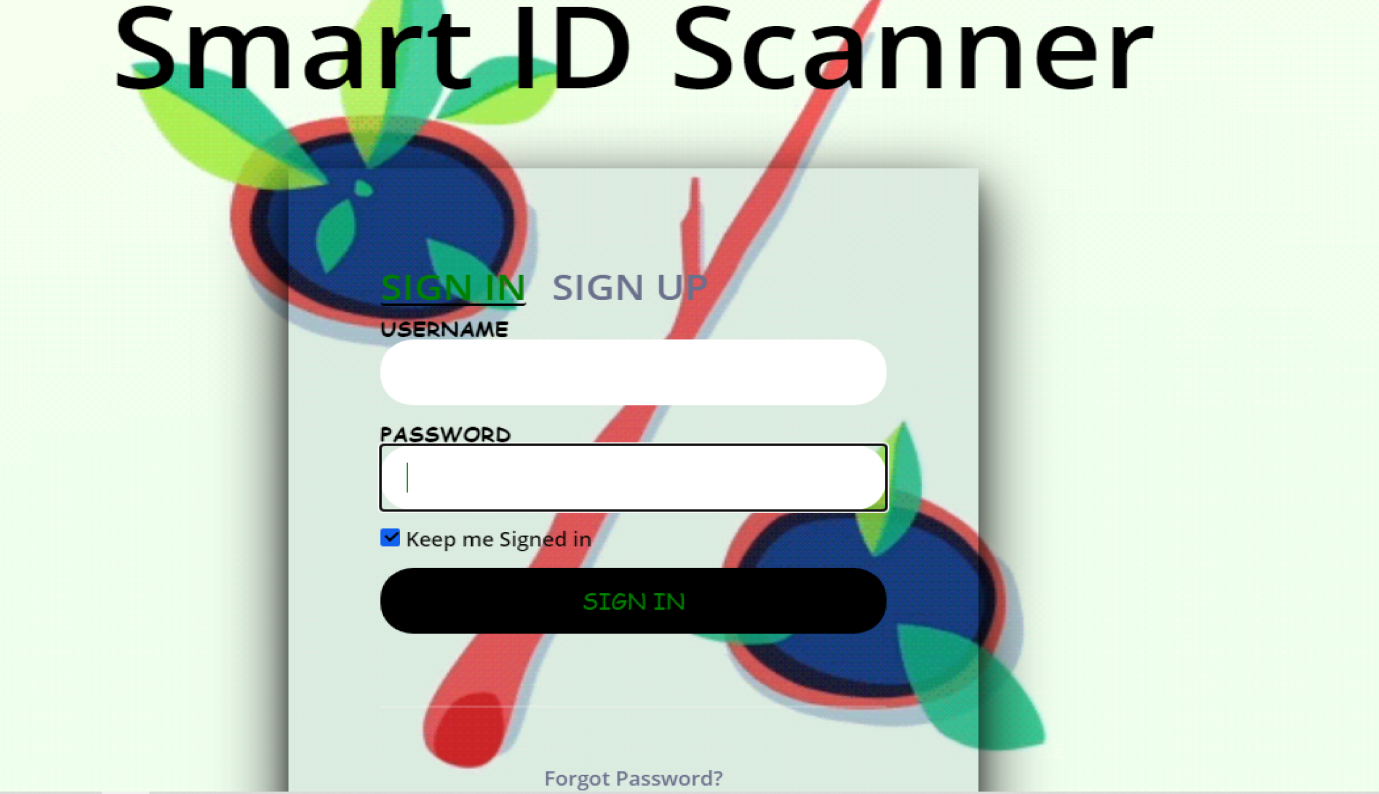 Smart ID Scanner
SIGN IN SIGN UP
USERNAME
PASSWORD
Keep me Signed in
SIGN IN
Forgot Password?